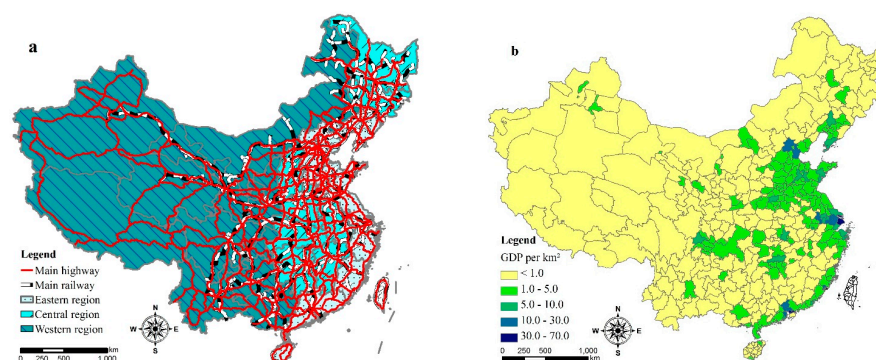 a
Legend
Main highway
Main railway
Eastern region
Central region
Western region
N
W E
S
0 250 500 1,000
km
b
Legend
GDP per km²
< 1.0
1.0 - 5.0
5.0 - 10.0
10.0 - 30.0
30.0 - 70.0
N
W E
S
0 250 500 1,000
km